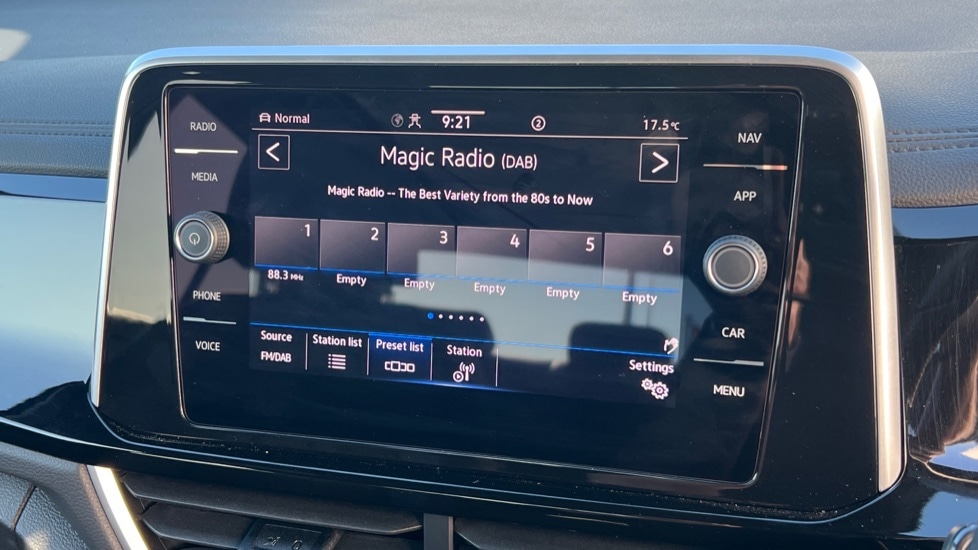 RADIO
MEDIA
PHONE
VOICE
Normal
9:21
2
17.5°C
Magic Radio (DAB)
Magic Radio -- The Best Variety from the 80s to Now
1 2 3 4 5 6
88.3 MHz Empty Empty Empty Empty Empty
Source Station list Preset list Station Settings
FM/DAB
NAV
APP
CAR
MENU